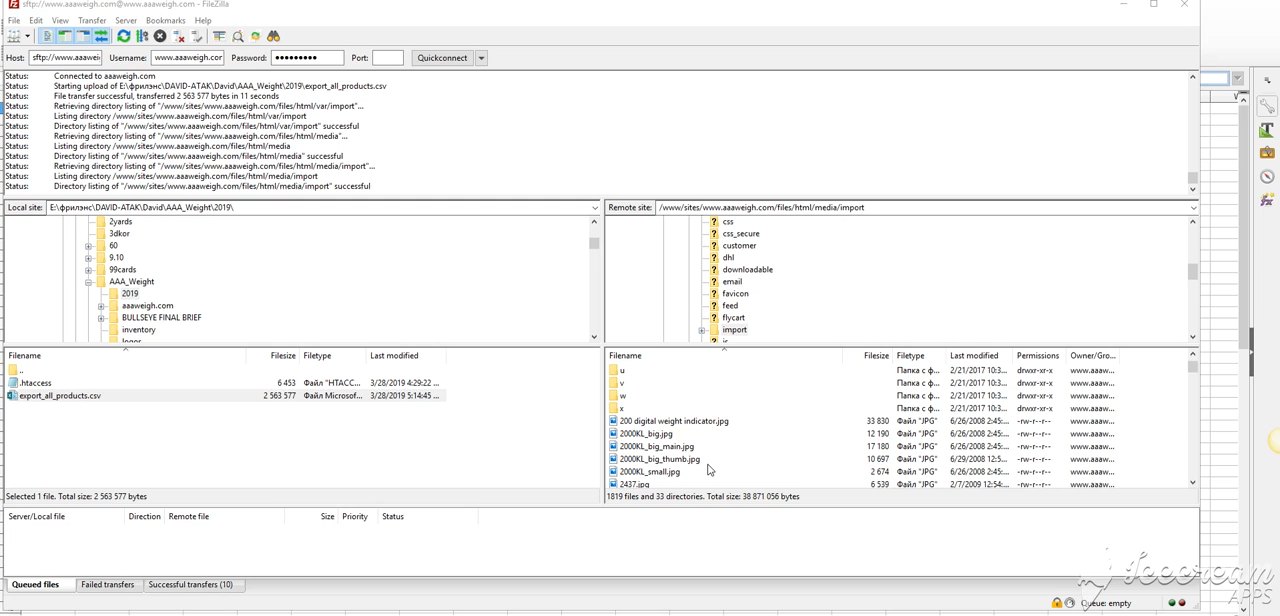 sftp://www.aaaweigh.com@www.aaaweigh.com - FileZilla
File Edit View Transfer Server Bookmarks Help
Host: sftp://www.aaawei Username: www.aaaweigh.cor Password: ●●●●●●●●● Port: Quickconnect
Status: Connected to aaaweigh.com
Status: Starting upload of E:\фрилэнс\DAVID-ATAK\David\AAA_Weight\2019\export_all_products.csv
Status: File transfer successful, transferred 2 563 577 bytes in 11 seconds
Status: Retrieving directory listing of "/www/sites/www.aaaweigh.com/files/html/var/import"...
Status: Listing directory /www/sites/www.aaaweigh.com/files/html/var/import
Status: Directory listing of "/www/sites/www.aaaweigh.com/files/html/var/import" successful
Status: Retrieving directory listing of "/www/sites/www.aaaweigh.com/files/html/media"...
Status: Listing directory /www/sites/www.aaaweigh.com/files/html/media
Status: Directory listing of "/www/sites/www.aaaweigh.com/files/html/media" successful
Status: Retrieving directory listing of "/www/sites/www.aaaweigh.com/files/html/media/import"...
Status: Listing directory /www/sites/www.aaaweigh.com/files/html/media/import
Status: Directory listing of "/www/sites/www.aaaweigh.com/files/html/media/import" successful
Local site: E:\фрилэнс\DAVID-ATAK\David\AAA_Weight\2019\
2yards
3dkor
60
9.10
99cards
AAA_Weight
2019
aaaweigh.com
BULLSEYE FINAL BRIEF
inventory
logos
Remote site: /www/sites/www.aaaweigh.com/files/html/media/import
css
css_secure
customer
dhl
downloadable
email
favicon
feed
flycart
import
Filename Filesize Filetype Last modified
..
.htaccess 6 453 Файл "HTACC... 3/28/2019 4:29:22 ...
export_all_products.csv 2 563 577 Файл Microsof... 3/28/2019 5:14:45 ...
Selected 1 file. Total size: 2 563 577 bytes
Filename Filesize Filetype Last modified Permissions Owner/Gro...
u Папка с ф... 2/21/2017 10:3... drwxr-xr-x www.aaaw...
v Папка с ф... 2/21/2017 10:3... drwxr-xr-x www.aaaw...
w Папка с ф... 2/21/2017 10:3... drwxr-xr-x www.aaaw...
x Папка с ф... 2/21/2017 10:3... drwxr-xr-x www.aaaw...
200 digital weight indicator.jpg 33 830 Файл "JPG" 6/26/2008 2:45:... -rw-r--r-- www.aaaw...
2000KL_big.jpg 12 190 Файл "JPG" 6/26/2008 2:45:... -rw-r--r-- www.aaaw...
2000KL_big_main.jpg 17 180 Файл "JPG" 6/26/2008 2:45:... -rw-r--r-- www.aaaw...
2000KL_big_thumb.jpg 10 697 Файл "JPG" 6/29/2008 12:5... -rw-r--r-- www.aaaw...
2000KL_small.jpg 2 674 Файл "JPG" 6/26/2008 2:45:... -rw-r--r-- www.aaaw...
2437.jpg 6 539 Файл "JPG" 2/7/2009 12:54:... -rw-r--r-- www.aaaw...
1819 files and 33 directories. Total size: 38 871 056 bytes
Server/Local file Direction Remote file Size Priority Status
Queued files Failed transfers Successful transfers (10)
Queue: empty
Icecream
APPS